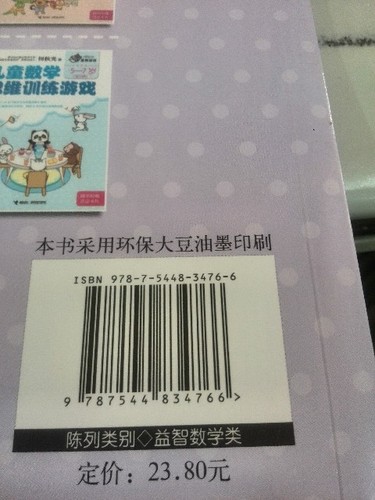 儿童数学
思维训练游戏
本书采用环保大豆油墨印刷
ISBN 978-7-5448-3476-6
9 787544 834766 >
陈列类别◇益智数学类
定价：23.80元